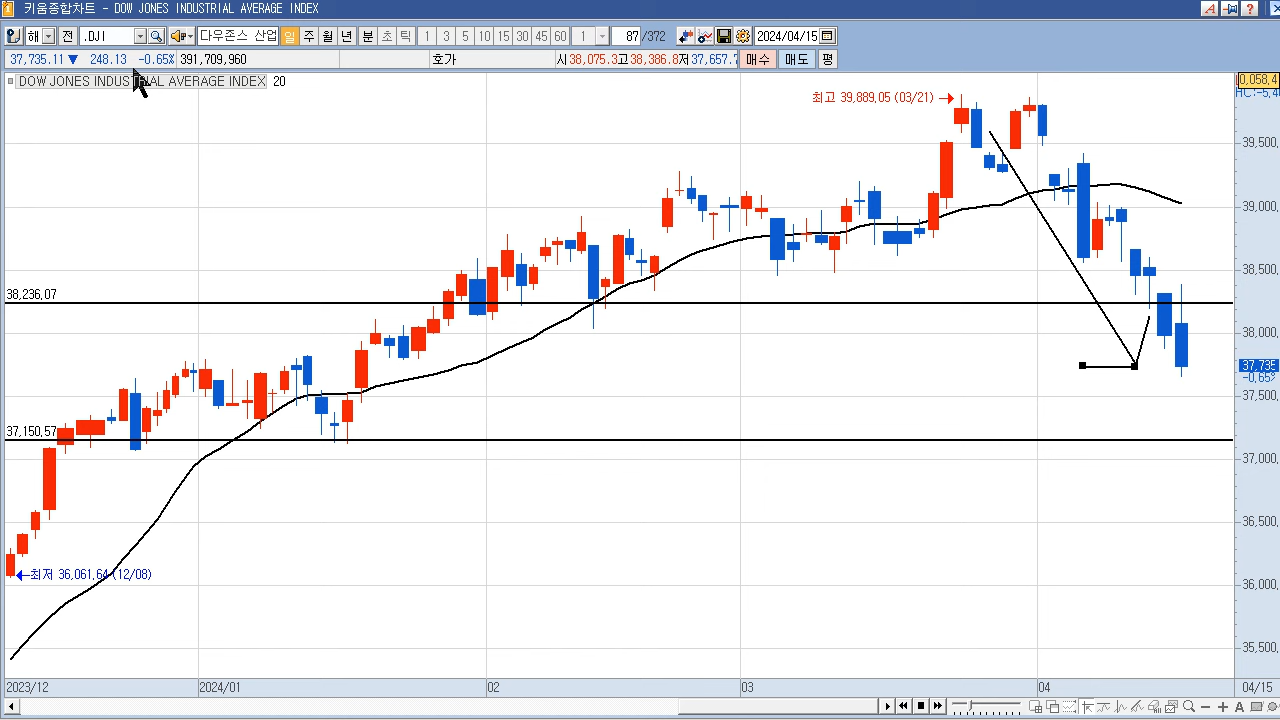 키움종합차트 - DOW JONES INDUSTRIAL AVERAGE INDEX
해 전 .DJI 다우존스 산업 일 주 월 년 분 초 틱 1 3 5 10 15 30 45 60 1 87 /372 2024/04/15
37,735.11 ▼ 248.13 -0.65% 391,709,960 호가 시 38,075.3 고 38,386.8 저 37,657.7 매수 매도 평
DOW JONES INDUSTRIAL AVERAGE INDEX 20
최고 39,889.05 (03/21)
39,500
39,000
38,500
38,236.07
38,000
37,735
-0.65%
37,500
37,150.57
37,000
36,500
최저 36,061.64 (12/08)
36,000
35,500
2023/12 2024/01 02 03 04 04/15